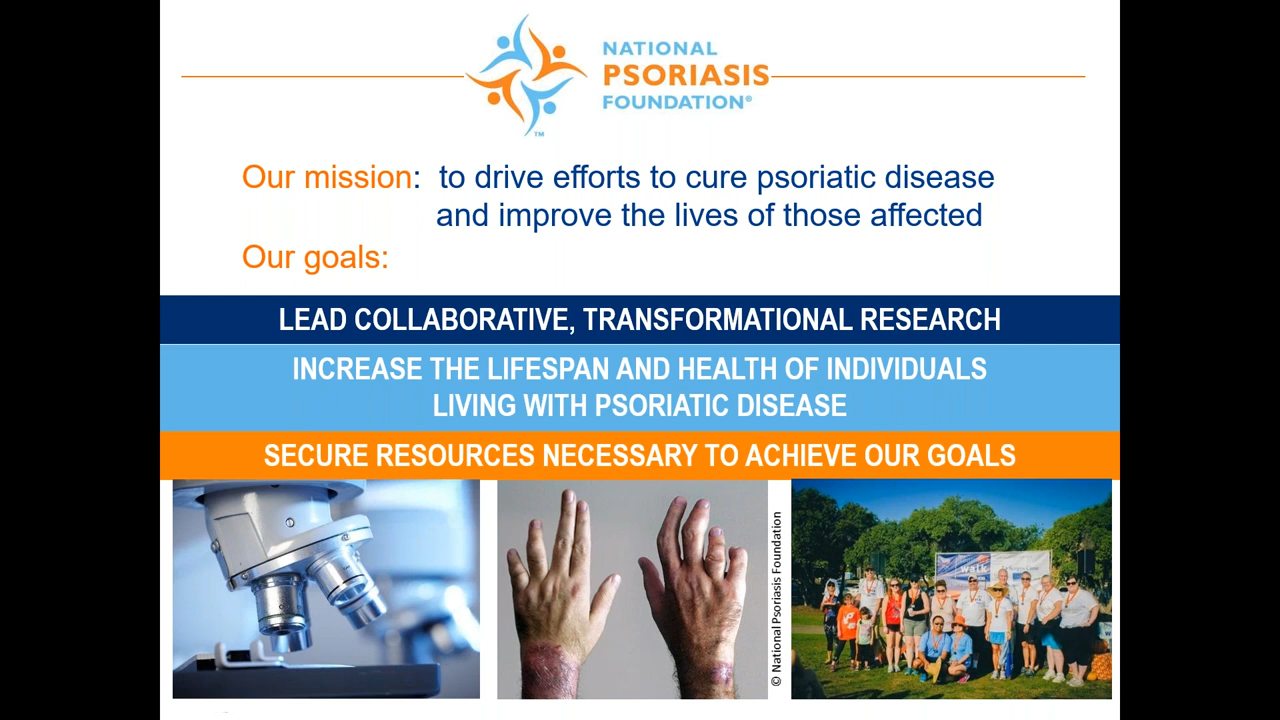 NATIONAL
PSORIASIS
FOUNDATION®
TM
Our mission: to drive efforts to cure psoriatic disease
and improve the lives of those affected
Our goals:
LEAD COLLABORATIVE, TRANSFORMATIONAL RESEARCH
INCREASE THE LIFESPAN AND HEALTH OF INDIVIDUALS
LIVING WITH PSORIATIC DISEASE
SECURE RESOURCES NECESSARY TO ACHIEVE OUR GOALS
© National Psoriasis Foundation
walk